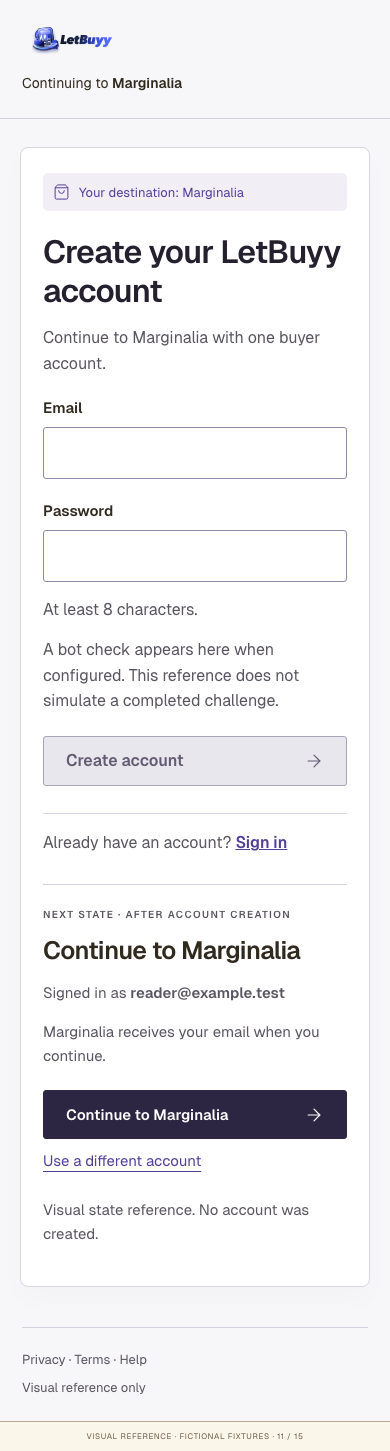 LetBuyy
Continuing to Marginalia
Your destination: Marginalia
Create your LetBuyy
account
Continue to Marginalia with one buyer
account.
Email
Password
At least 8 characters.
A bot check appears here when
configured. This reference does not
simulate a completed challenge.
Create account
Already have an account? Sign in
NEXT STATE · AFTER ACCOUNT CREATION
Continue to Marginalia
Signed in as reader@example.test
Marginalia receives your email when you
continue.
Continue to Marginalia
Use a different account
Visual state reference. No account was
created.
Privacy · Terms · Help
Visual reference only
VISUAL REFERENCE · FICTIONAL FIXTURES · 11 / 15